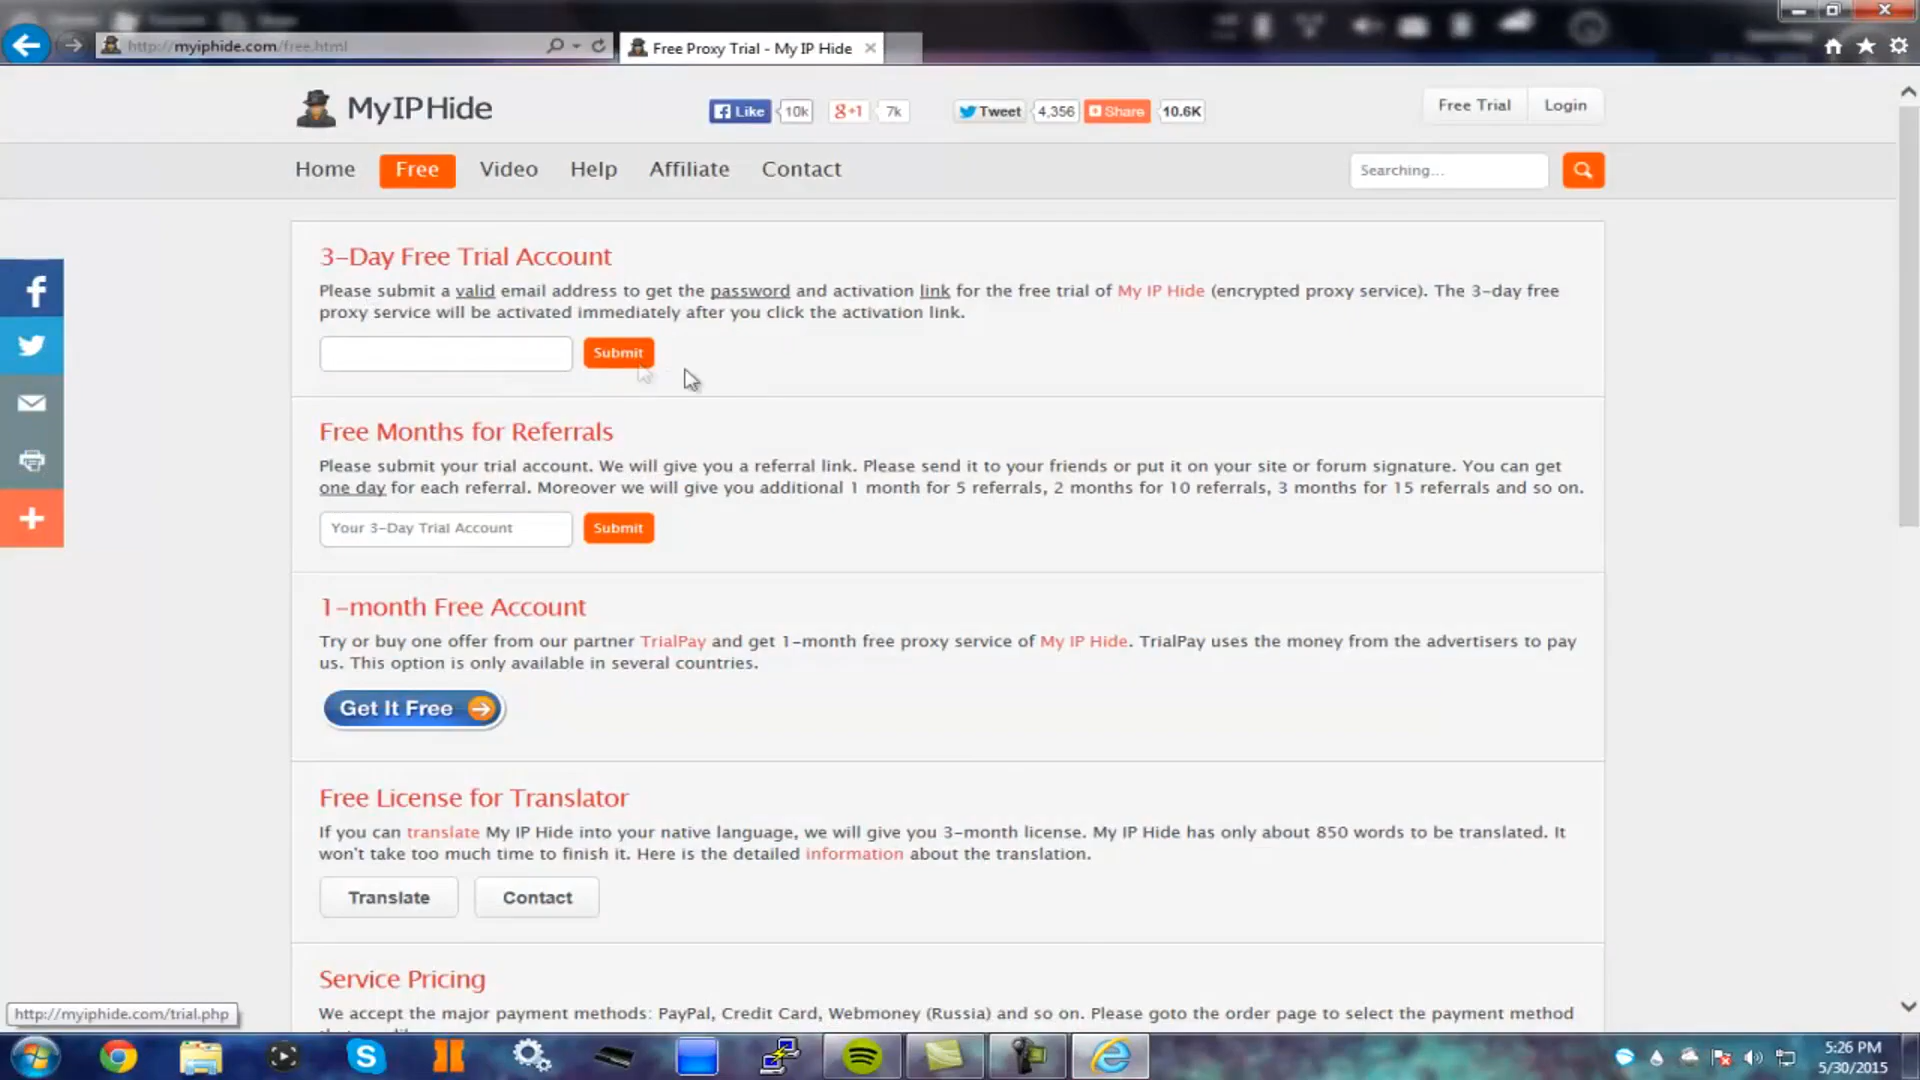 http://myiphide.com/free.html
Free Proxy Trial - My IP Hide
My IP Hide
Like 10k
g+1 7k
Tweet 4,356
Share 10.6K
Free Trial
Login
Home
Free
Video
Help
Affiliate
Contact
Searching...
3-Day Free Trial Account
Please submit a valid email address to get the password and activation link for the free trial of My IP Hide (encrypted proxy service). The 3-day free
proxy service will be activated immediately after you click the activation link.
Submit
Free Months for Referrals
Please submit your trial account. We will give you a referral link. Please send it to your friends or put it on your site or forum signature. You can get
one day for each referral. Moreover we will give you additional 1 month for 5 referrals, 2 months for 10 referrals, 3 months for 15 referrals and so on.
Your 3-Day Trial Account
Submit
1-month Free Account
Try or buy one offer from our partner TrialPay and get 1-month free proxy service of My IP Hide. TrialPay uses the money from the advertisers to pay
us. This option is only available in several countries.
Get It Free
Free License for Translator
If you can translate My IP Hide into your native language, we will give you 3-month license. My IP Hide has only about 850 words to be translated. It
won't take too much time to finish it. Here is the detailed information about the translation.
Translate
Contact
Service Pricing
We accept the major payment methods: PayPal, Credit Card, Webmoney (Russia) and so on. Please goto the order page to select the payment method
http://myiphide.com/trial.php
5:26 PM
5/30/2015